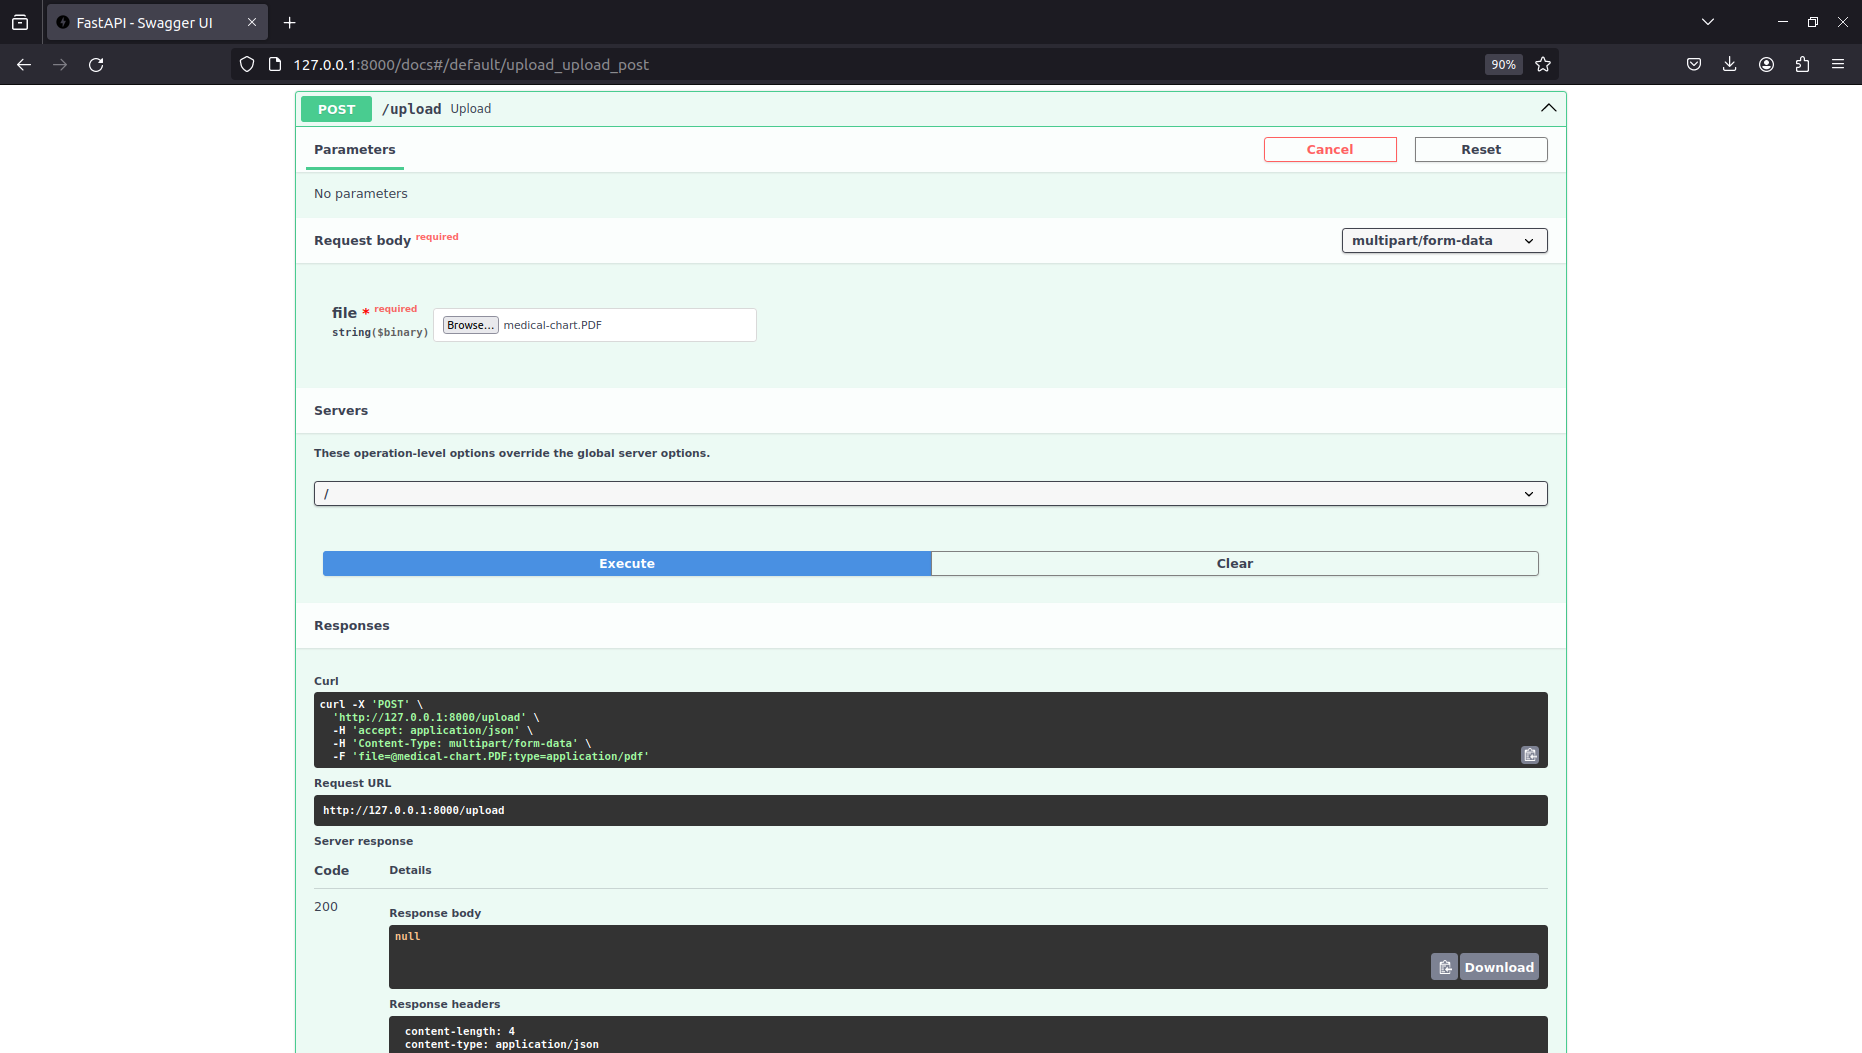 FastAPI - Swagger UI
127.0.0.1:8000/docs#/default/upload_upload_post
90%
POST /upload Upload
Parameters
Cancel
Reset
No parameters
Request body required
multipart/form-data
file * required
string($binary)
Browse... medical-chart.PDF
Servers
These operation-level options override the global server options.
/
Execute
Clear
Responses
Curl
curl -X 'POST' \
'http://127.0.0.1:8000/upload' \
-H 'accept: application/json' \
-H 'Content-Type: multipart/form-data' \
-F 'file=@medical-chart.PDF;type=application/pdf'
Request URL
http://127.0.0.1:8000/upload
Server response
Code Details
200
Response body
null
Download
Response headers
content-length: 4
content-type: application/json